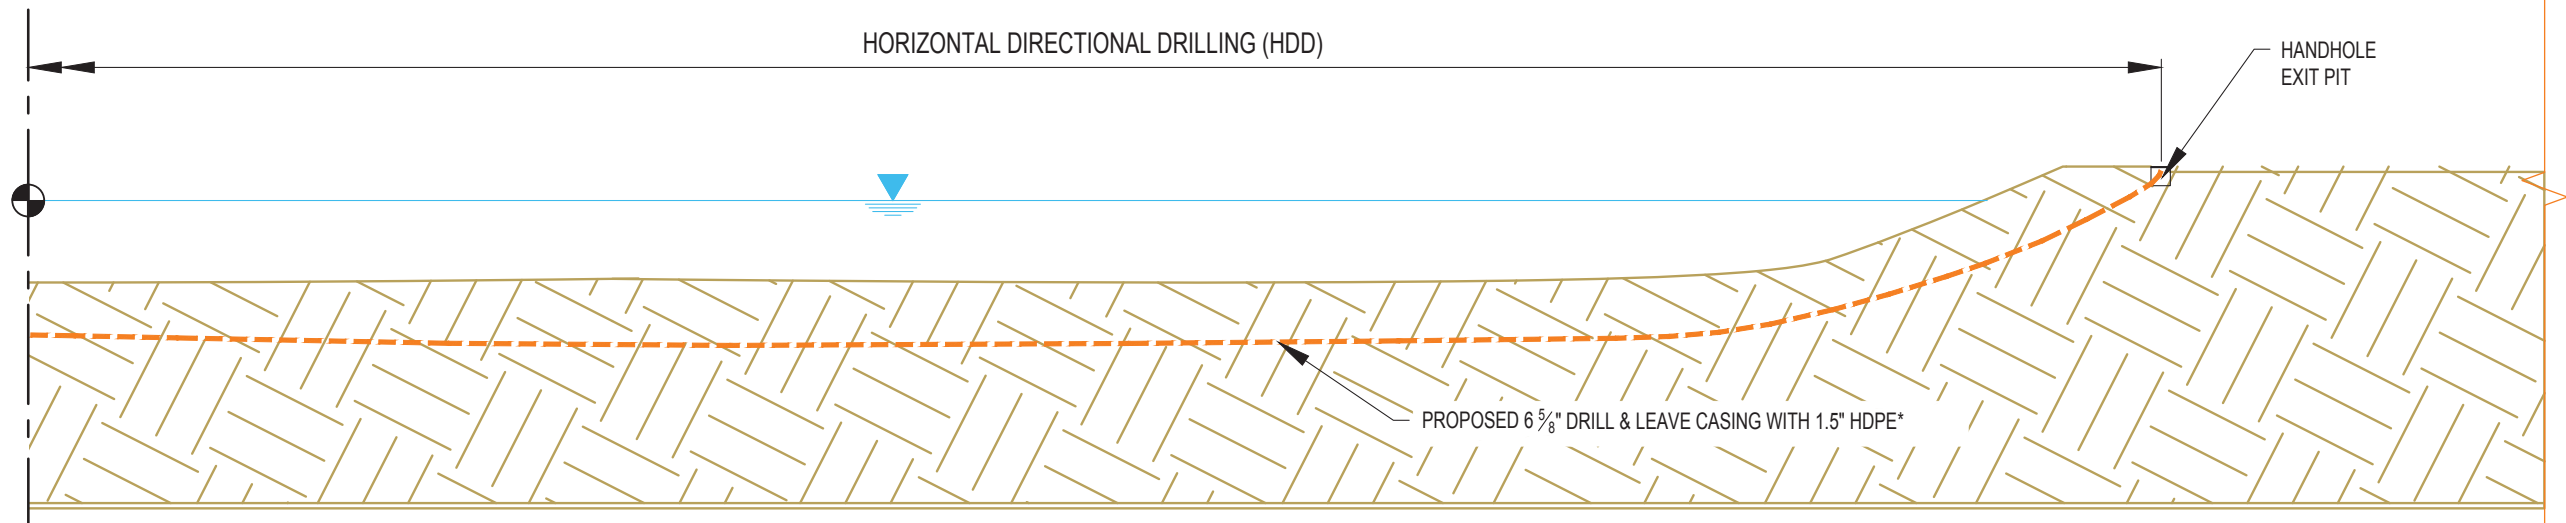 HORIZONTAL DIRECTIONAL DRILLING (HDD)
HANDHOLE
EXIT PIT
PROPOSED 6 5/8" DRILL & LEAVE CASING WITH 1.5" HDPE*